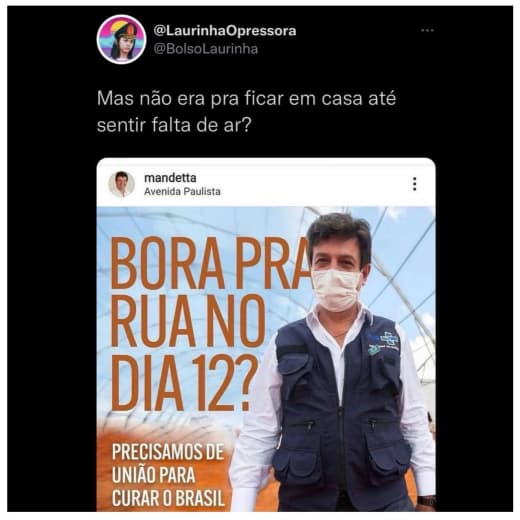 @LaurinhaOpressora
@BolsoLaurinha
Mas não era pra ficar em casa até
sentir falta de ar?
mandetta
Avenida Paulista
BORA PRA
RUA NO
DIA 12?
PRECISAMOS DE
UNIÃO PARA
CURAR O BRASIL